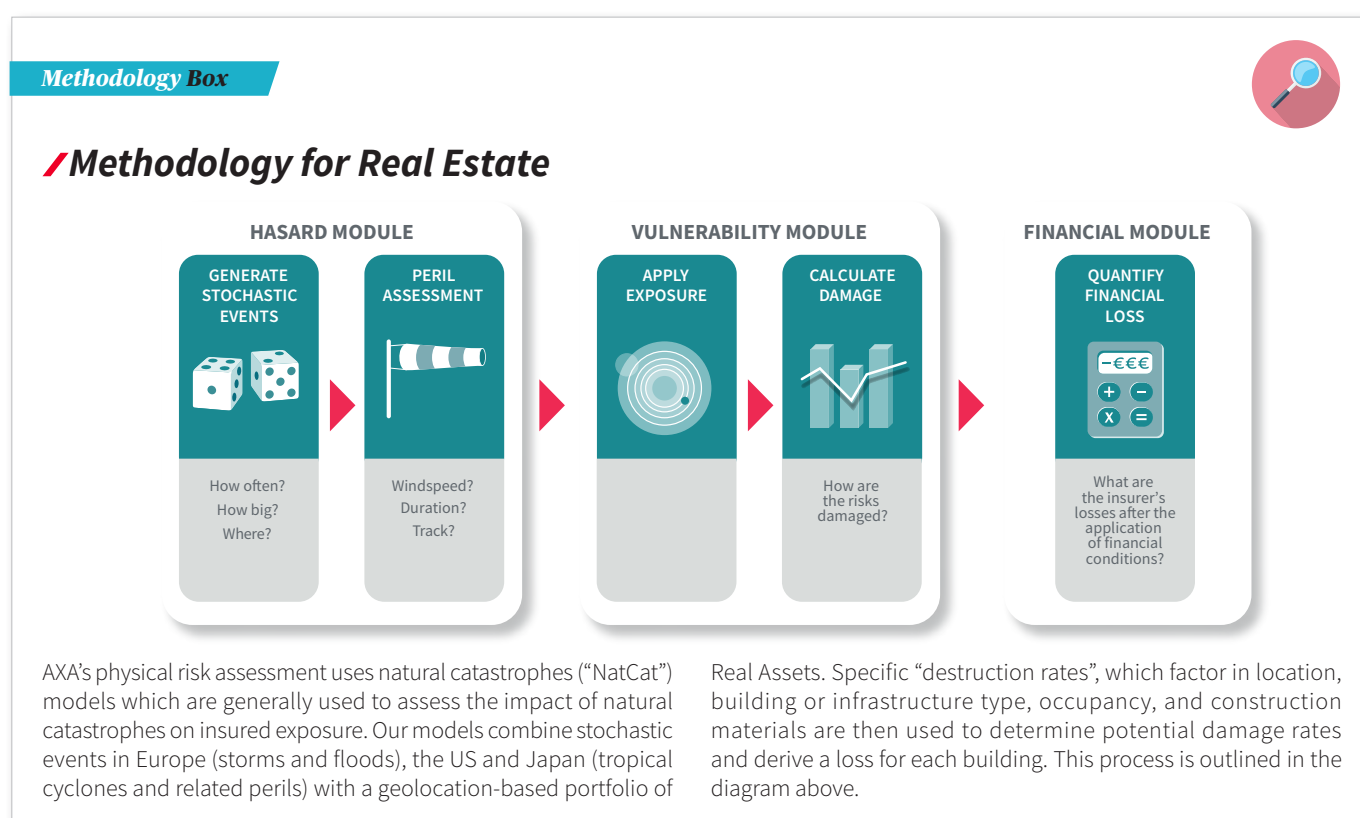 Methodology Box
Methodology for Real Estate
HASARD MODULE
GENERATE
STOCHASTIC
EVENTS
How often?
How big?
Where?
PERIL
ASSESSMENT
Windspeed?
Duration?
Track?
VULNERABILITY MODULE
APPLY
EXPOSURE
CALCULATE
DAMAGE
How are
the risks
damaged?
FINANCIAL MODULE
QUANTIFY
FINANCIAL
LOSS
−€€€
+ −
x =
What are
the insurer’s
losses after the
application
of financial
conditions?
AXA’s physical risk assessment uses natural catastrophes (“NatCat”)
models which are generally used to assess the impact of natural
catastrophes on insured exposure. Our models combine stochastic
events in Europe (storms and floods), the US and Japan (tropical
cyclones and related perils) with a geolocation-based portfolio of
Real Assets. Specific “destruction rates”, which factor in location,
building or infrastructure type, occupancy, and construction
materials are then used to determine potential damage rates
and derive a loss for each building. This process is outlined in the
diagram above.